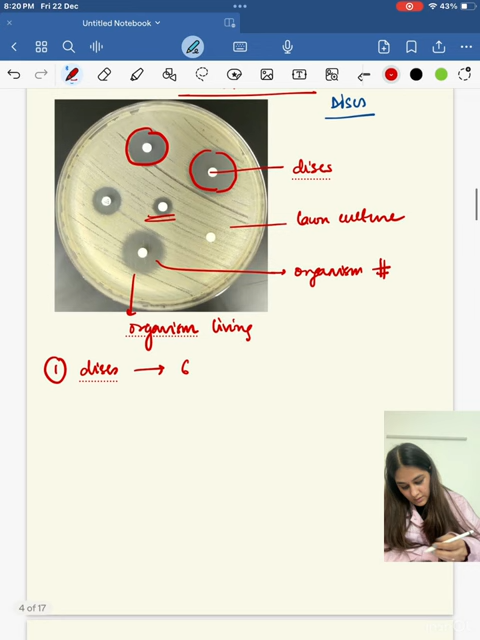 8:20 PM Fri 22 Dec
43%
Untitled Notebook
DISCS
discs
lawn culture
organism #
organism living
① discs → 6
4 of 17